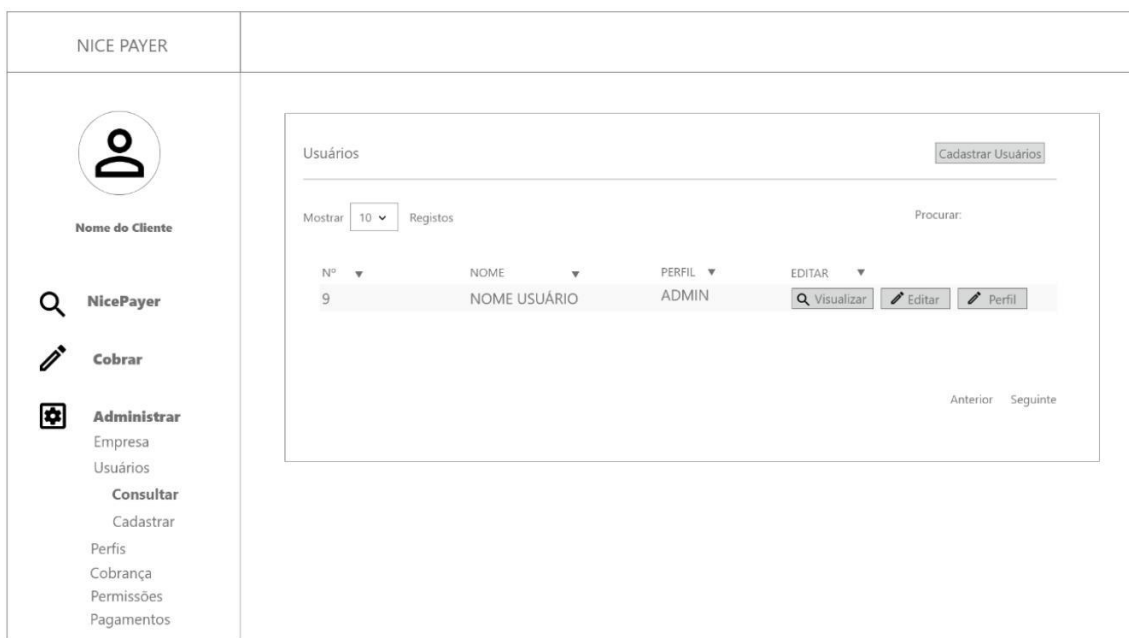 NICE PAYER
Nome do Cliente
NicePayer
Cobrar
Administrar
Empresa
Usuários
Consultar
Cadastrar
Perfis
Cobrança
Permissões
Pagamentos
Usuários Cadastrar Usuários
Mostrar 10 Registos Procurar:
Nº NOME PERFIL EDITAR
9 NOME USUÁRIO ADMIN Visualizar Editar Perfil
Anterior Seguinte